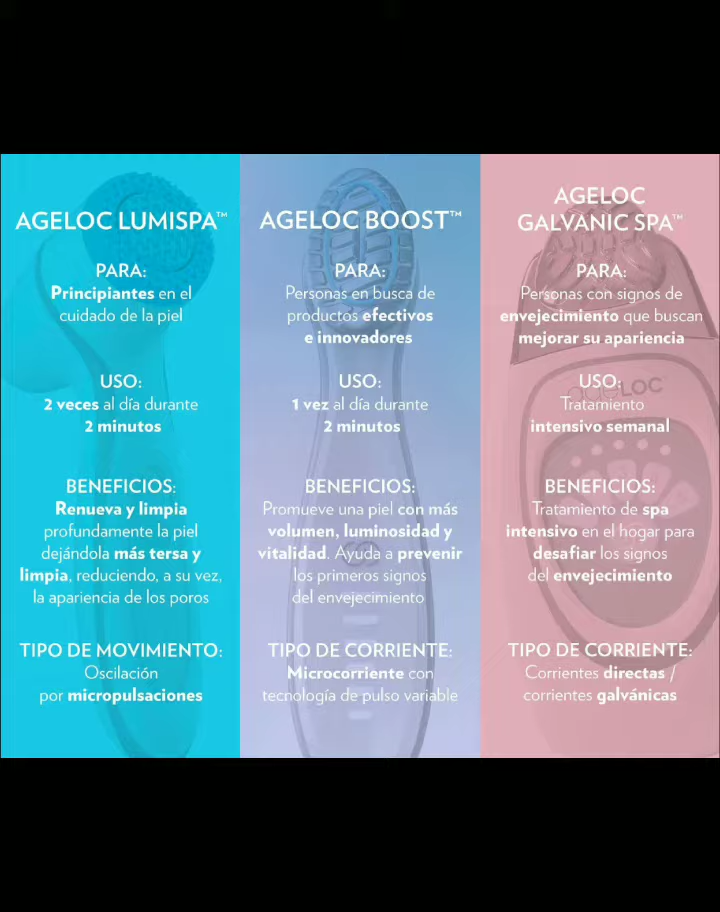 AGELOC LUMISPA™
PARA:
Principiantes en el
cuidado de la piel
USO:
2 veces al día durante
2 minutos
BENEFICIOS:
Renueva y limpia
profundamente la piel
dejándola más tersa y
limpia, reduciendo, a su vez,
la apariencia de los poros
TIPO DE MOVIMIENTO:
Oscilación
por micropulsaciones
AGELOC BOOST™
PARA:
Personas en busca de
productos efectivos
e innovadores
USO:
1 vez al día durante
2 minutos
BENEFICIOS:
Promueve una piel con más
volumen, luminosidad y
vitalidad. Ayuda a prevenir
los primeros signos
del envejecimiento
TIPO DE CORRIENTE:
Microcorriente con
tecnología de pulso variable
AGELOC
GALVANIC SPA™
PARA:
Personas con signos de
envejecimiento que buscan
mejorar su apariencia
ageLOC
USO:
Tratamiento
intensivo semanal
BENEFICIOS:
Tratamiento de spa
intensivo en el hogar para
desafiar los signos
del envejecimiento
TIPO DE CORRIENTE:
Corrientes directas /
corrientes galvánicas